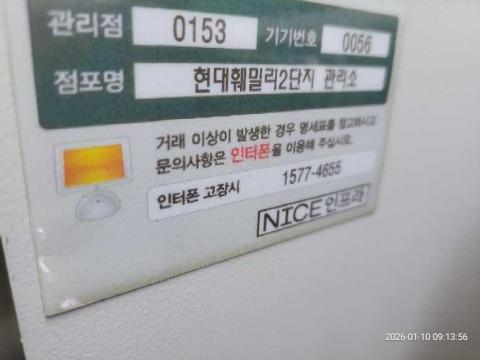 관리점 0153 기기번호 0056
점포명 현대훼밀리2단지 관리소
거래 이상이 발생한 경우 명세표를 참고하시고
문의사항은 인터폰을 이용해 주십시오.
인터폰 고장시 1577-4655
NICE인프라
2026-01-10 09:13:56